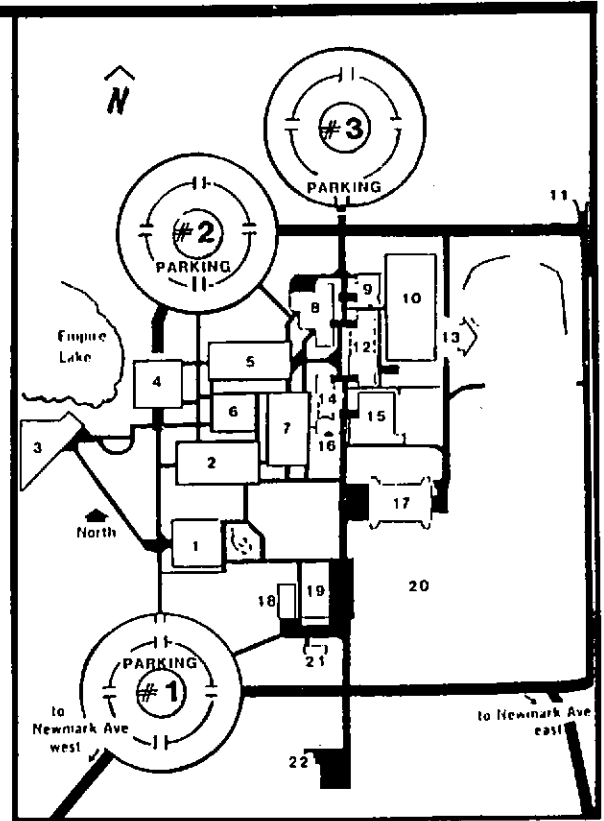 N
#3
PARKING
11
#2
PARKING
9
10
8
Empire
Lake
12
13
5
4
14
6
7
15
3
16
2
17
North
1
20
18
19
21
PARKING
#1
to
Newmark Ave
west
to Newmark Ave
east
22